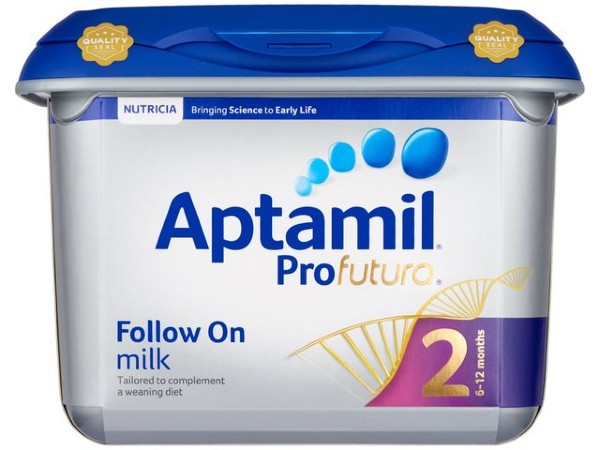 QUALITY
SEAL
QUALITY
SEAL
NUTRICIA
Bringing Science to Early Life
Aptamil®
Profutura®
Follow On
milk
Tailored to complement
a weaning diet
2
6-12 months